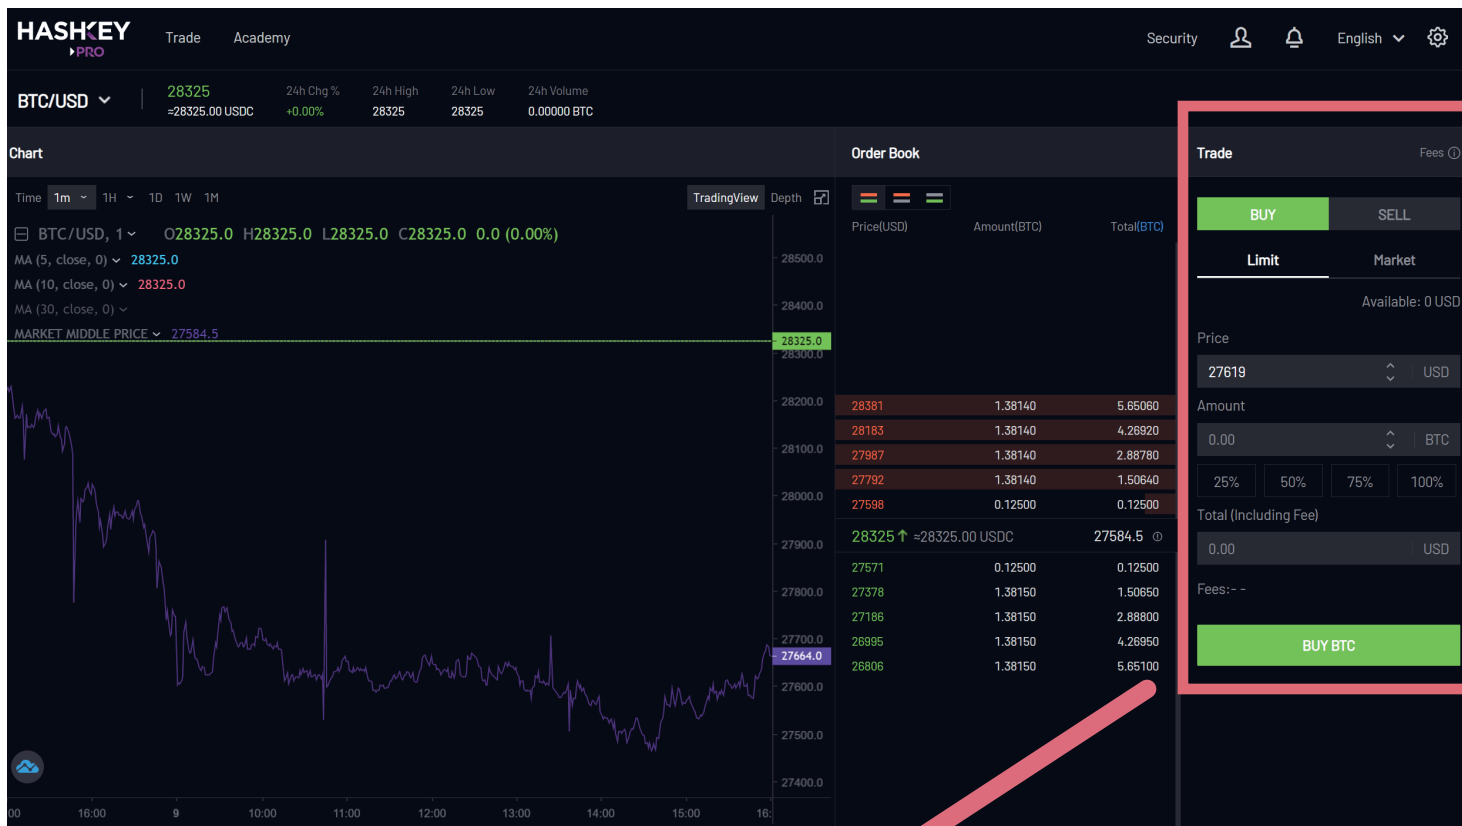 HASHKEY
PRO
Trade Academy
Security English
BTC/USD
28325
≈28325.00 USDC
24h Chg %
+0.00%
24h High
28325
24h Low
28325
24h Volume
0.00000 BTC
Chart
Time 1m 1H 1D 1W 1M
TradingView Depth
BTC/USD, 1 O28325.0 H28325.0 L28325.0 C28325.0 0.0 (0.00%)
MA (5, close, 0) 28325.0
MA (10, close, 0) 28325.0
MA (30, close, 0)
MARKET MIDDLE PRICE 27584.5
28500.0
28400.0
28325.0
28300.0
28200.0
28100.0
28000.0
27900.0
27800.0
27700.0
27664.0
27600.0
27500.0
27400.0
00 16:00 9 10:00 11:00 12:00 13:00 14:00 15:00 16:
Order Book
Price(USD) Amount(BTC) Total(BTC)
28381 1.38140 5.65060
28183 1.38140 4.26920
27987 1.38140 2.88780
27792 1.38140 1.50640
27598 0.12500 0.12500
28325 ≈28325.00 USDC 27584.5
27571 0.12500 0.12500
27378 1.38150 1.50650
27186 1.38150 2.88800
26995 1.38150 4.26950
26806 1.38150 5.65100
Trade Fees
BUY SELL
Limit Market
Available: 0 USD
Price
27619 USD
Amount
0.00 BTC
25% 50% 75% 100%
Total (Including Fee)
0.00 USD
Fees:- -
BUY BTC